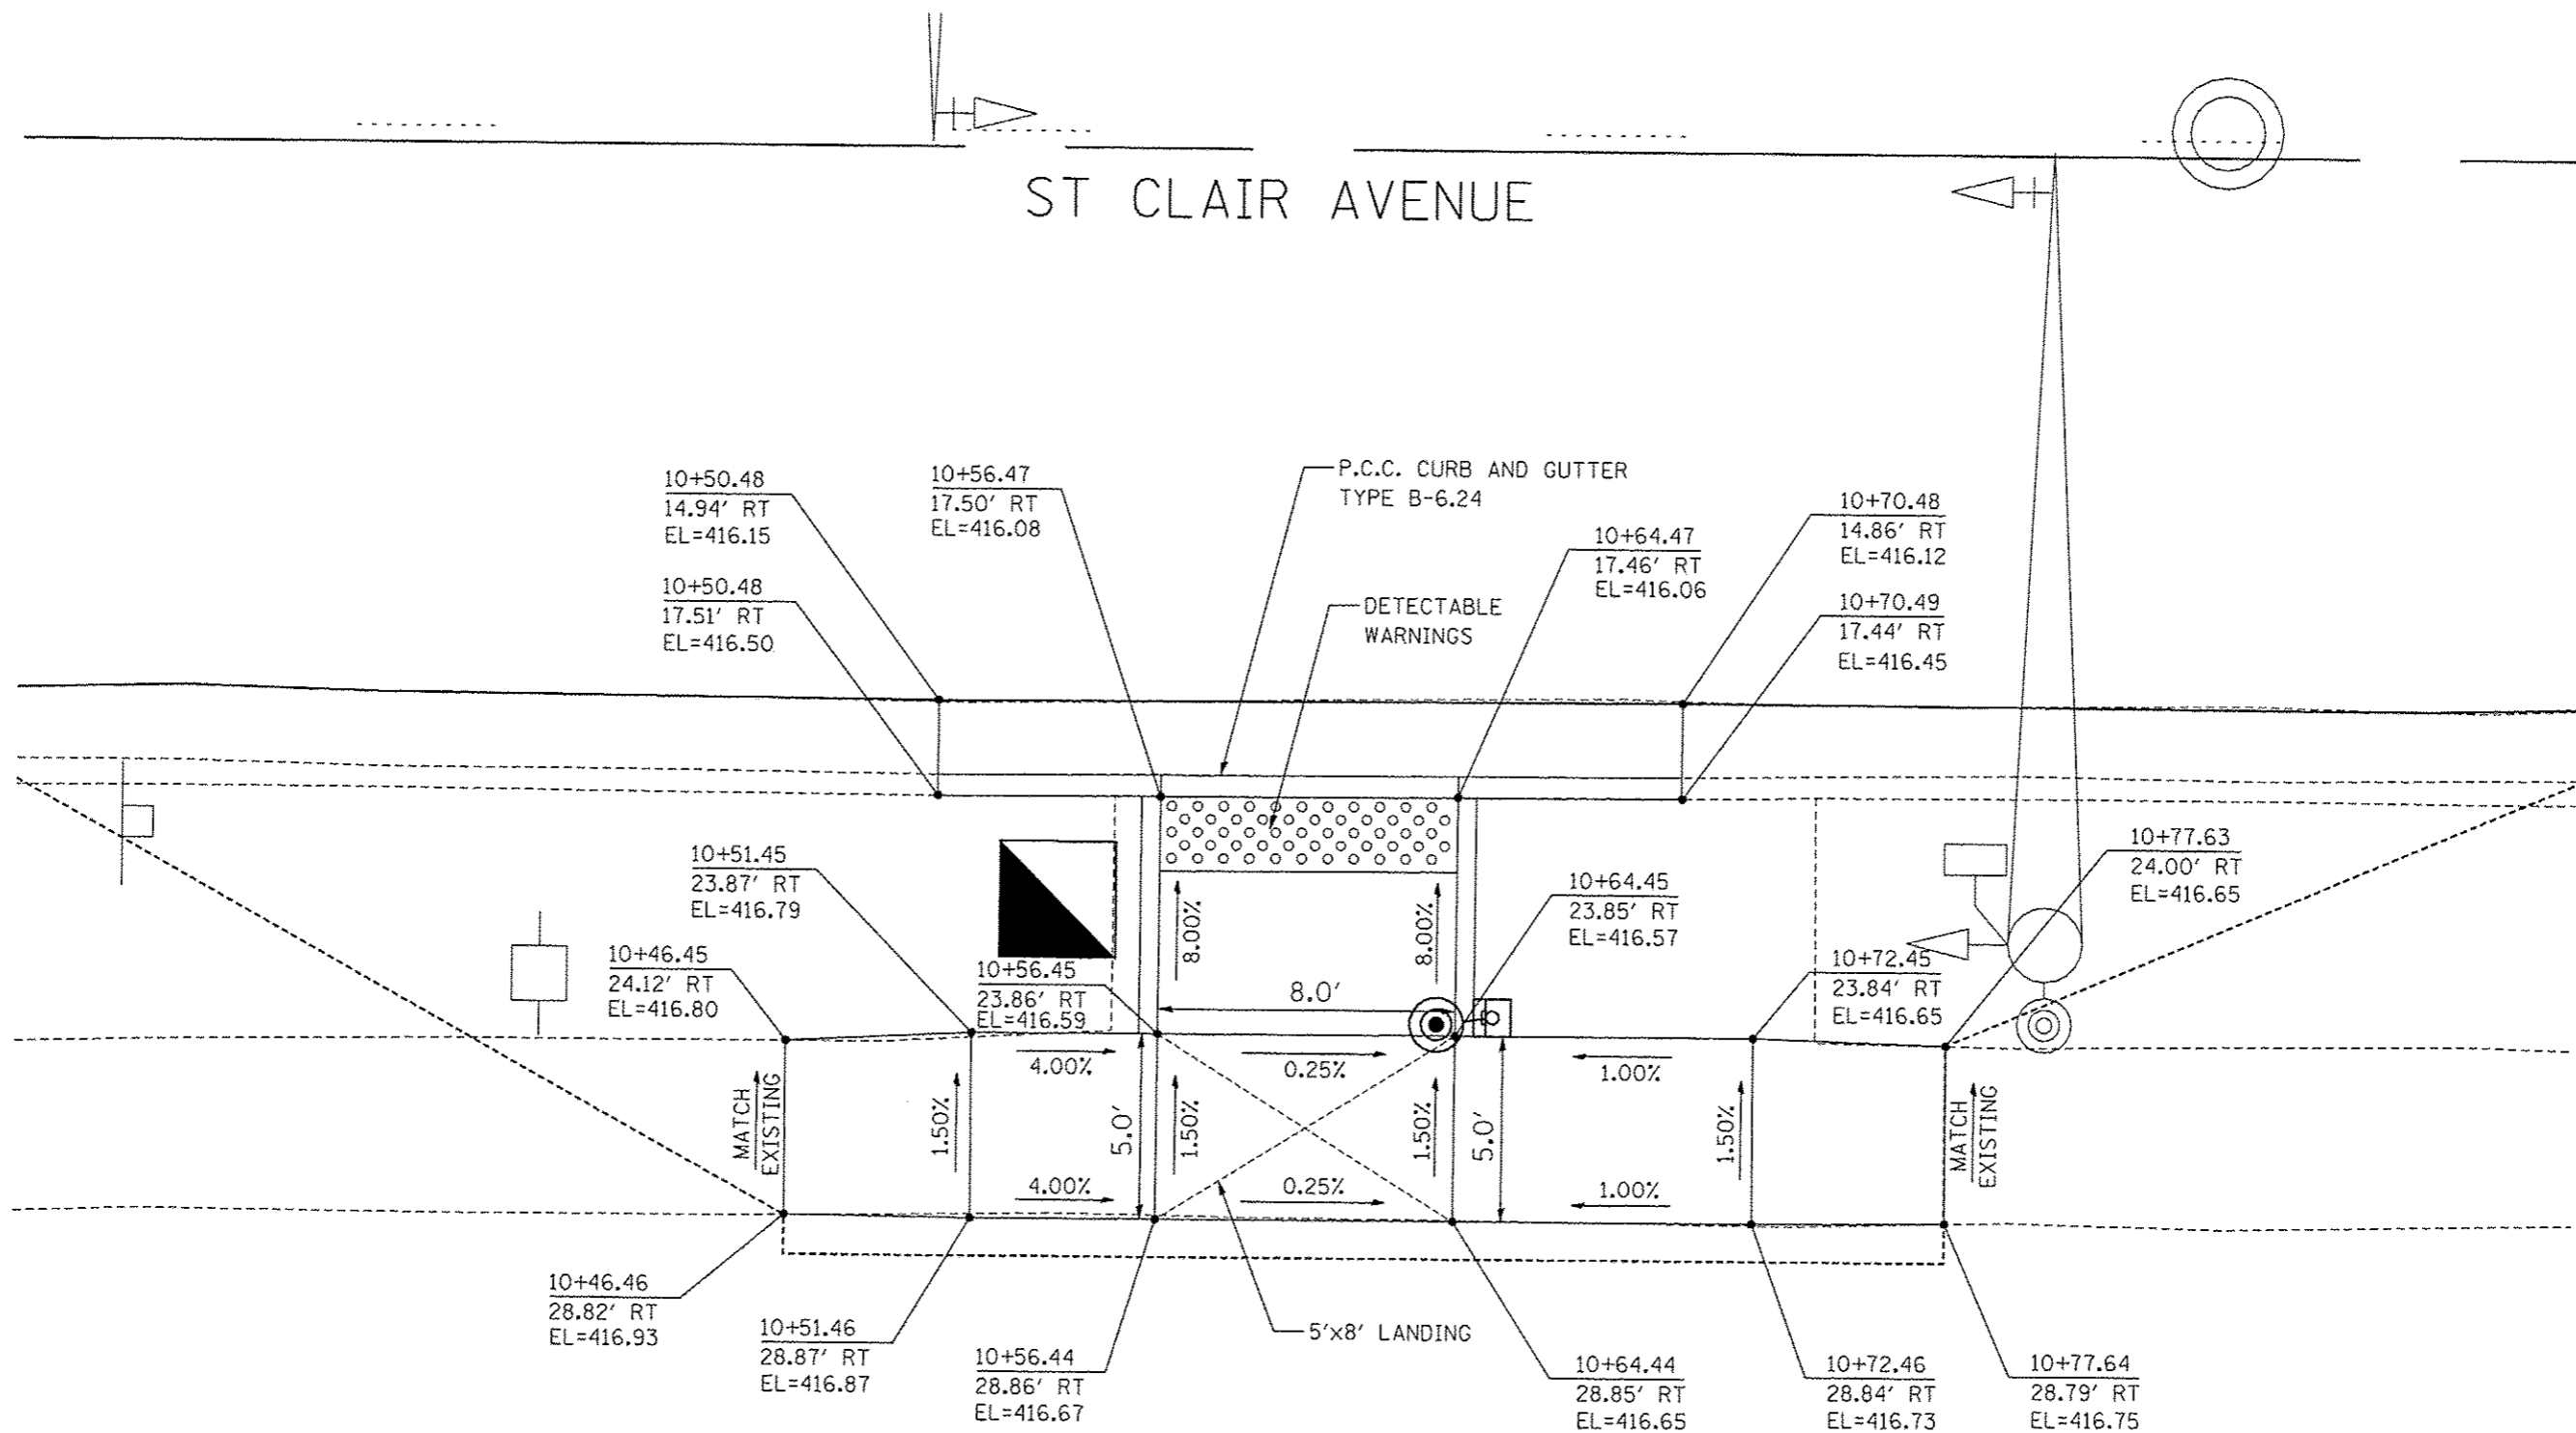 ST CLAIR AVENUE
10+50.48
14.94' RT
EL=416.15
10+56.47
17.50' RT
EL=416.08
P.C.C. CURB AND GUTTER
TYPE B-6.24
10+64.47
17.46' RT
EL=416.06
10+70.48
14.86' RT
EL=416.12
10+50.48
17.51' RT
EL=416.50
DETECTABLE
WARNINGS
10+70.49
17.44' RT
EL=416.45
10+51.45
23.87' RT
EL=416.79
10+46.45
24.12' RT
EL=416.80
10+56.45
23.86' RT
EL=416.59
8.00%
8.00%
8.0'
10+64.45
23.85' RT
EL=416.57
10+72.45
23.84' RT
EL=416.65
10+77.63
24.00' RT
EL=416.65
MATCH
EXISTING
1.50%
4.00%
4.00%
5.0'
1.50%
0.25%
0.25%
1.50%
5.0'
1.00%
1.00%
1.50%
MATCH
EXISTING
10+46.46
28.82' RT
EL=416.93
10+51.46
28.87' RT
EL=416.87
10+56.44
28.86' RT
EL=416.67
5'x8' LANDING
10+64.44
28.85' RT
EL=416.65
10+72.46
28.84' RT
EL=416.73
10+77.64
28.79' RT
EL=416.75